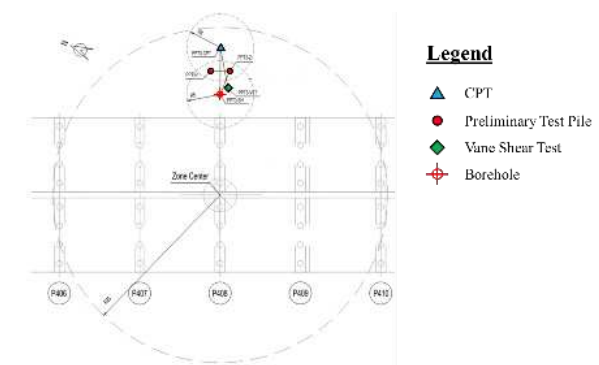 Legend
CPT
Preliminary Test Pile
Vane Shear Test
Borehole
Zone Center
P406
P407
P408
P409
P410